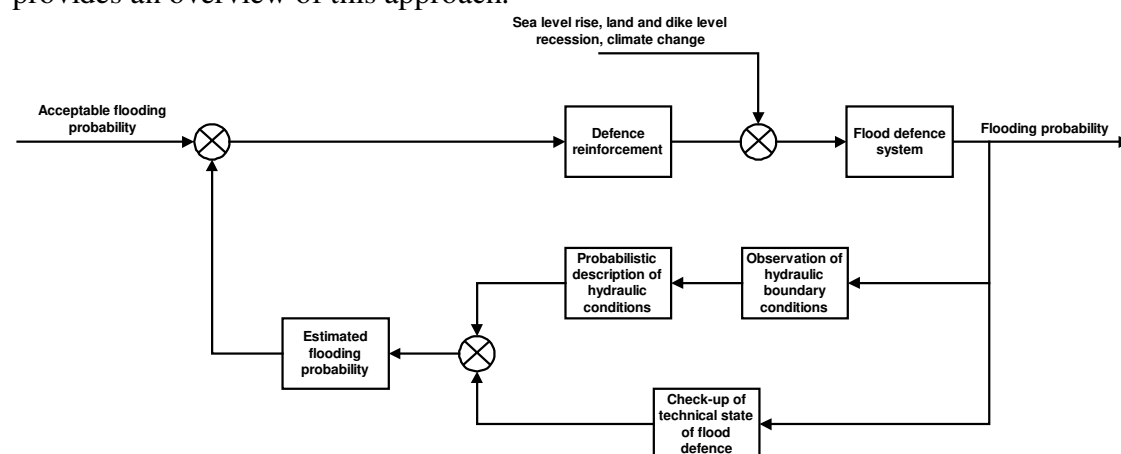 provides an overview of this approach.
Sea level rise, land and dike level
recession, climate change
Acceptable flooding
probability
Defence
reinforcement
Flood defence
system
Flooding probability
Probabilistic
description of
hydraulic
conditions
Observation of
hydraulic
boundary
conditions
Estimated
flooding
probability
Check-up of
technical state
of flood
defence